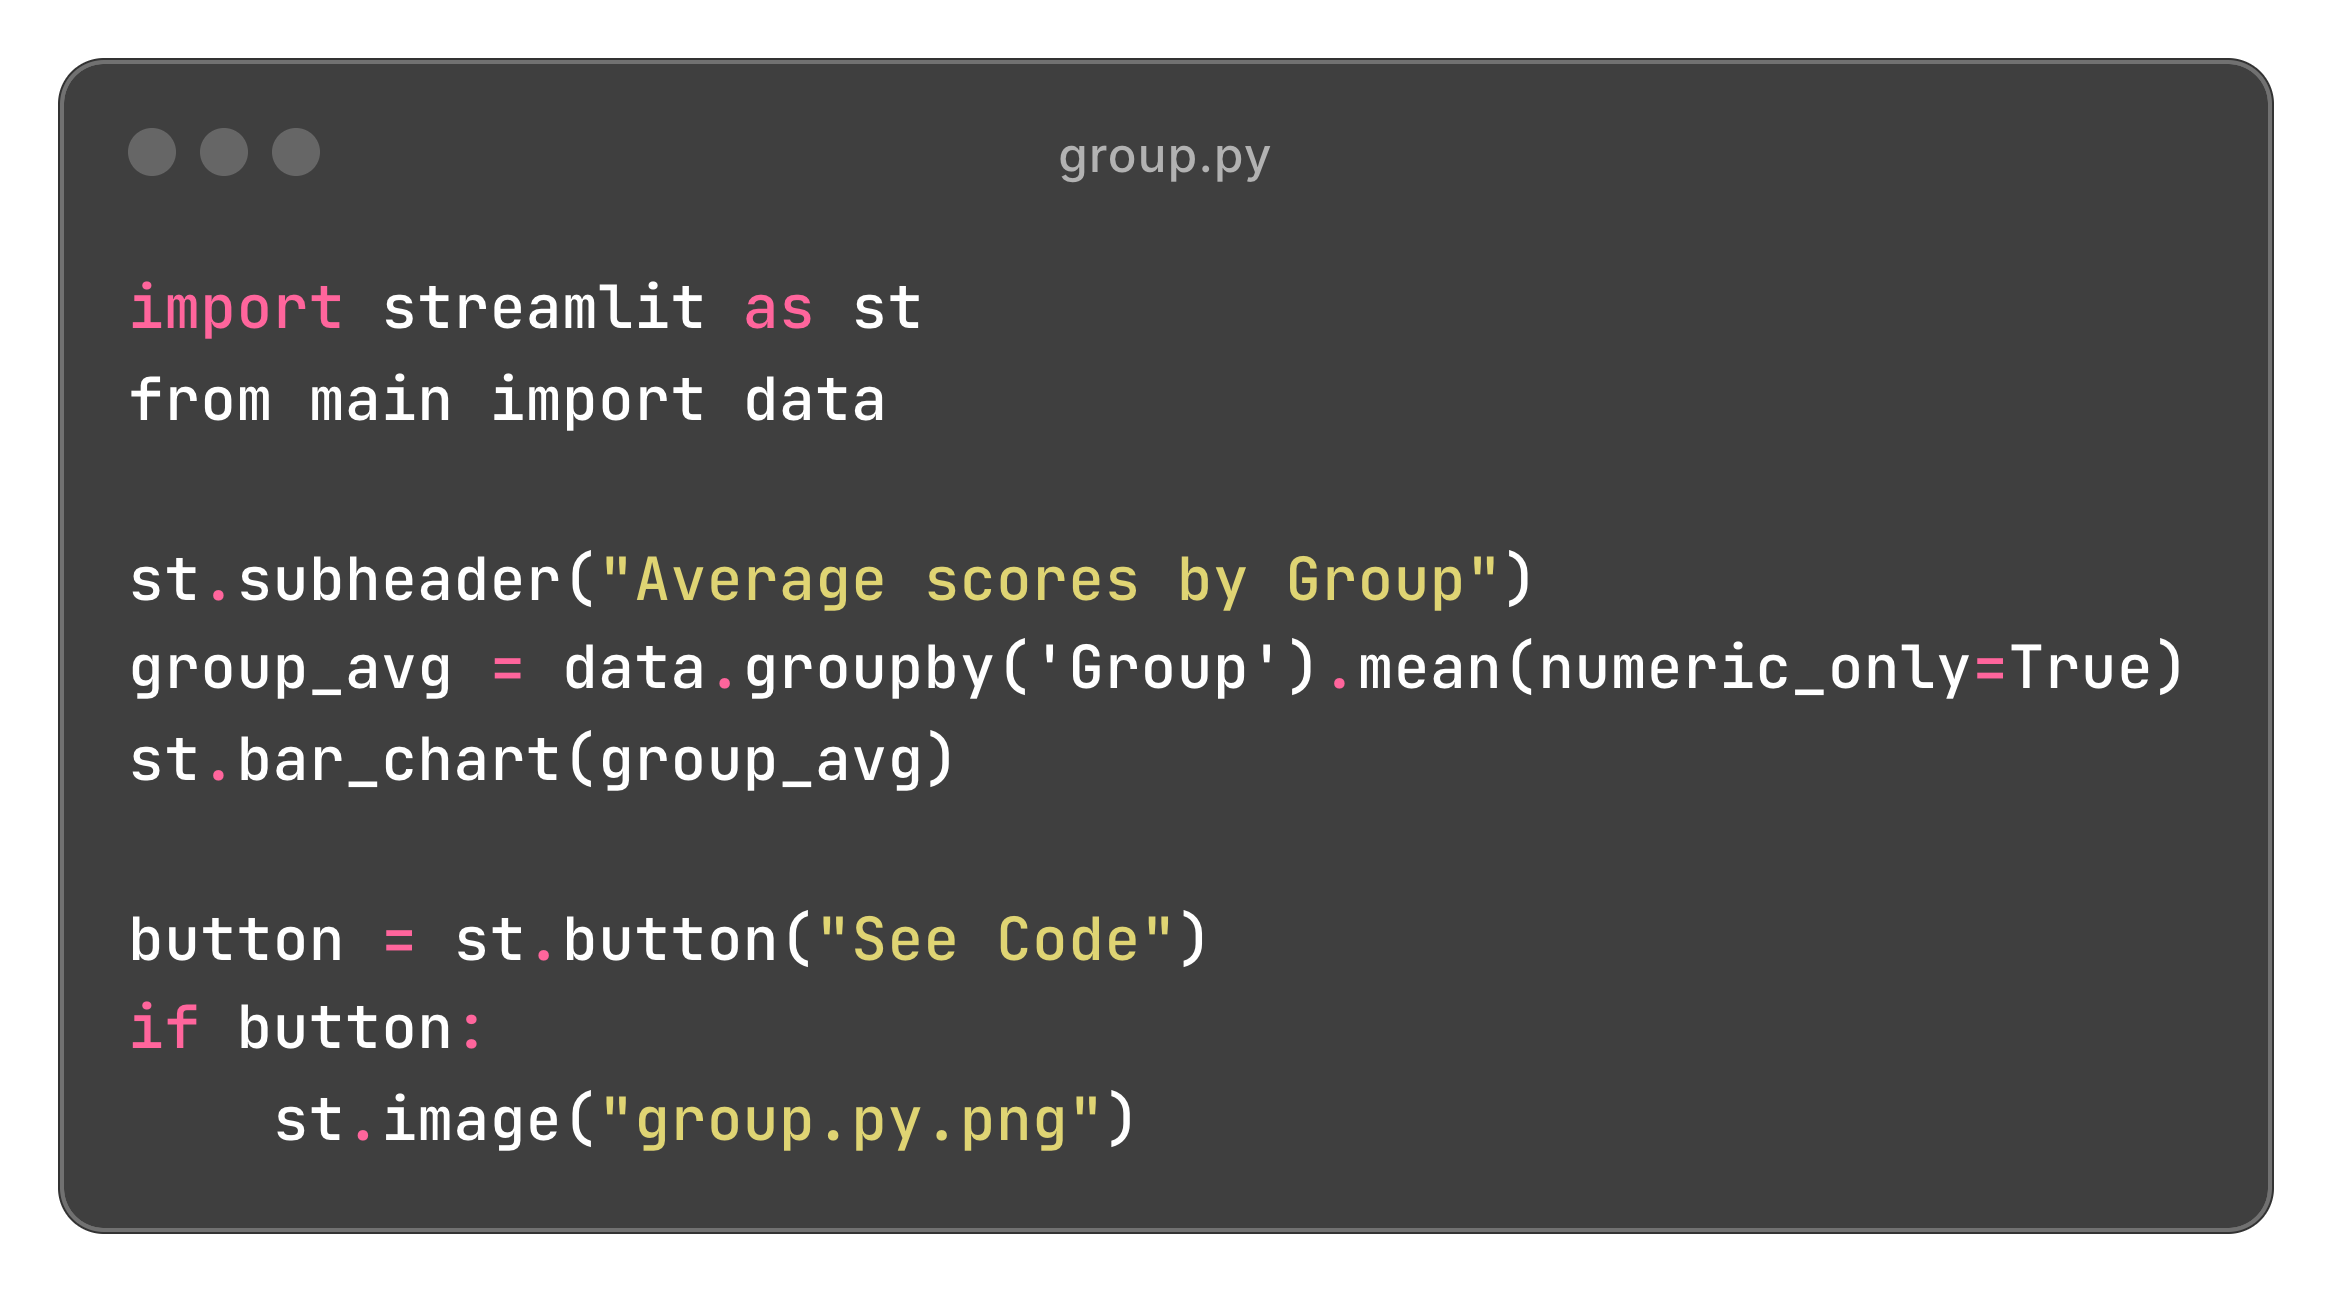 group.py
import streamlit as st
from main import data
st.subheader("Average scores by Group")
group_avg = data.groupby('Group').mean(numeric_only=True)
st.bar_chart(group_avg)
button = st.button("See Code")
if button:
    st.image("group.py.png")